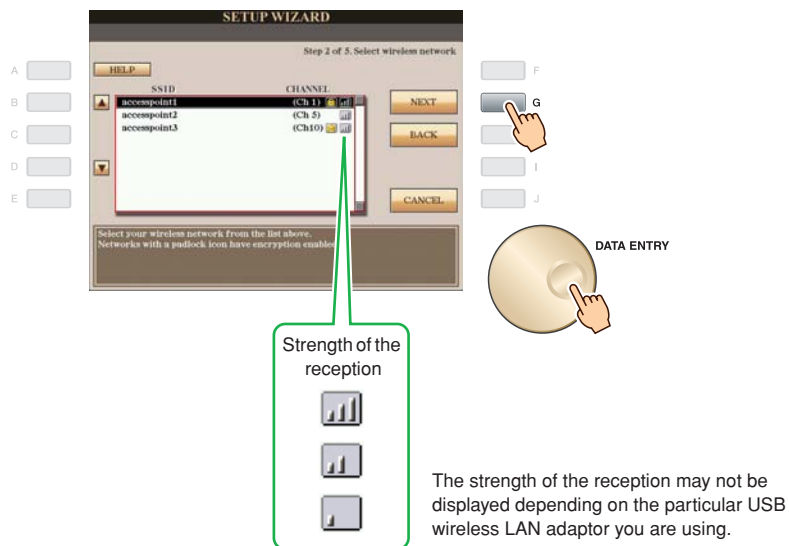 SETUP WIZARD
Step 2 of 5. Select wireless network
HELP
SSID CHANNEL
accesspoint1 (Ch 1)
accesspoint2 (Ch 5)
accesspoint3 (Ch10)
NEXT
BACK
CANCEL
Select your wireless network from the list above.
Networks with a padlock icon have encryption enabled
A
B
C
D
E
F
G
I
J
DATA ENTRY
Strength of the
reception
The strength of the reception may not be
displayed depending on the particular USB
wireless LAN adaptor you are using.